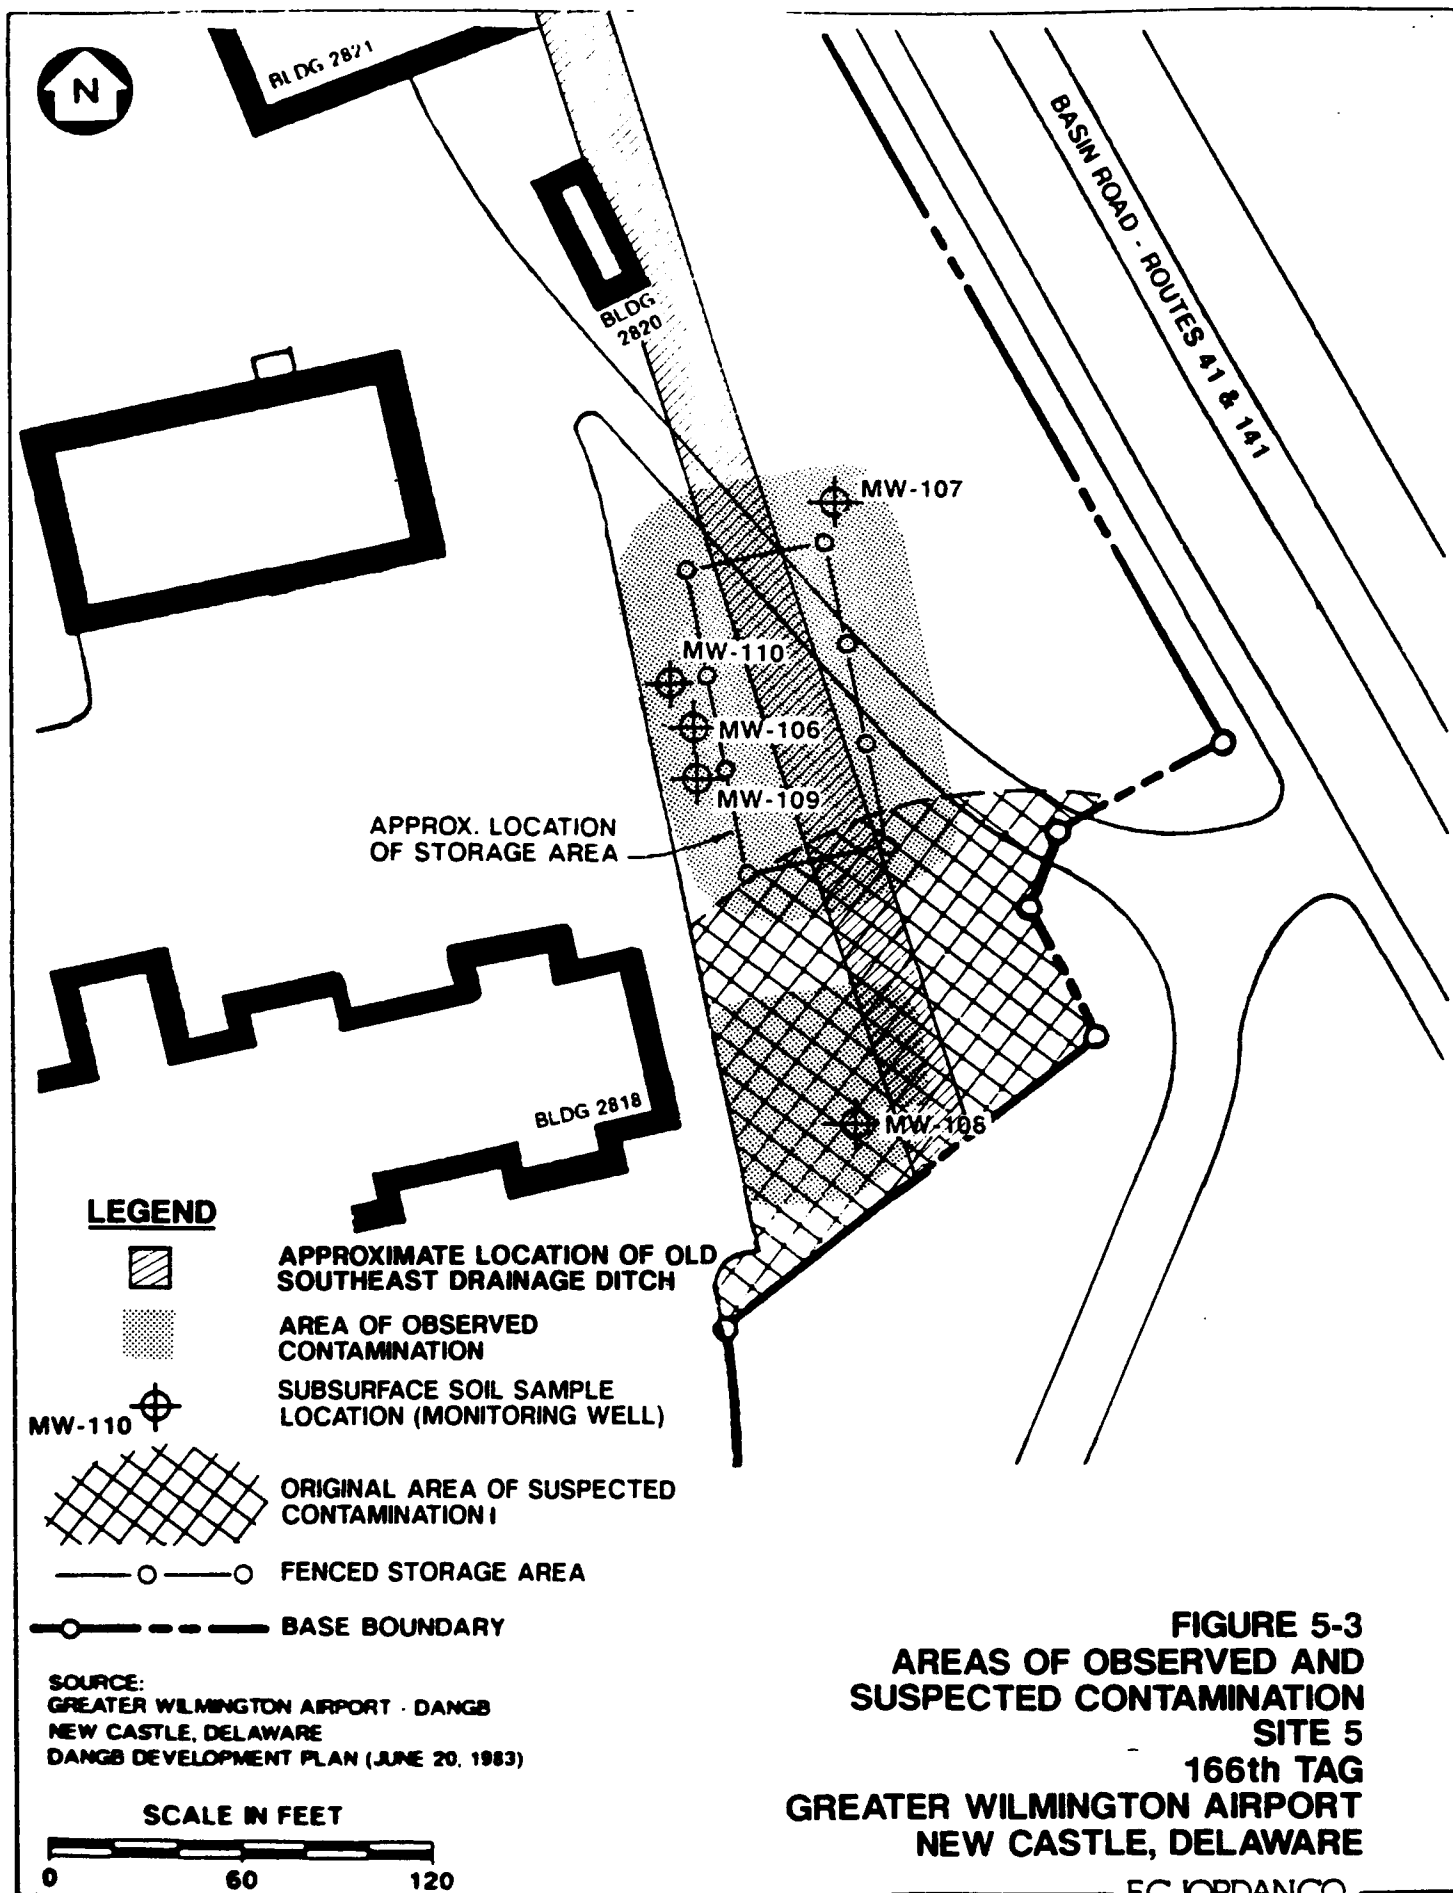 N
BLDG 2821
BASIN ROAD - ROUTES 41 & 141
BLDG
2820
MW-107
MW-110
MW-106
MW-109
APPROX. LOCATION
OF STORAGE AREA
MW-108
BLDG 2818
LEGEND
APPROXIMATE LOCATION OF OLD
SOUTHEAST DRAINAGE DITCH
AREA OF OBSERVED
CONTAMINATION
SUBSURFACE SOIL SAMPLE
LOCATION (MONITORING WELL)
MW-110
ORIGINAL AREA OF SUSPECTED
CONTAMINATION
FENCED STORAGE AREA
BASE BOUNDARY
SOURCE:
GREATER WILMINGTON AIRPORT - DANGB
NEW CASTLE, DELAWARE
DANGB DEVELOPMENT PLAN (JUNE 20, 1983)
SCALE IN FEET
0 60 120
FIGURE 5-3
AREAS OF OBSERVED AND
SUSPECTED CONTAMINATION
SITE 5
166th TAG
GREATER WILMINGTON AIRPORT
NEW CASTLE, DELAWARE
E.C. JORDAN CO.